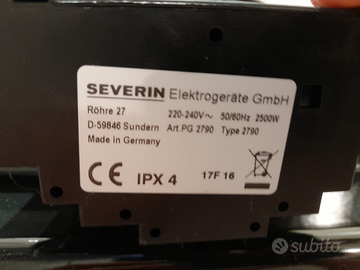 SEVERIN Elektrogeräte GmbH
Röhre 27 220-240V~ 50/60Hz 2500W
D-59846 Sundern Art.PG 2790 Type 2790
Made in Germany
CE IPX 4 17F 16
subito